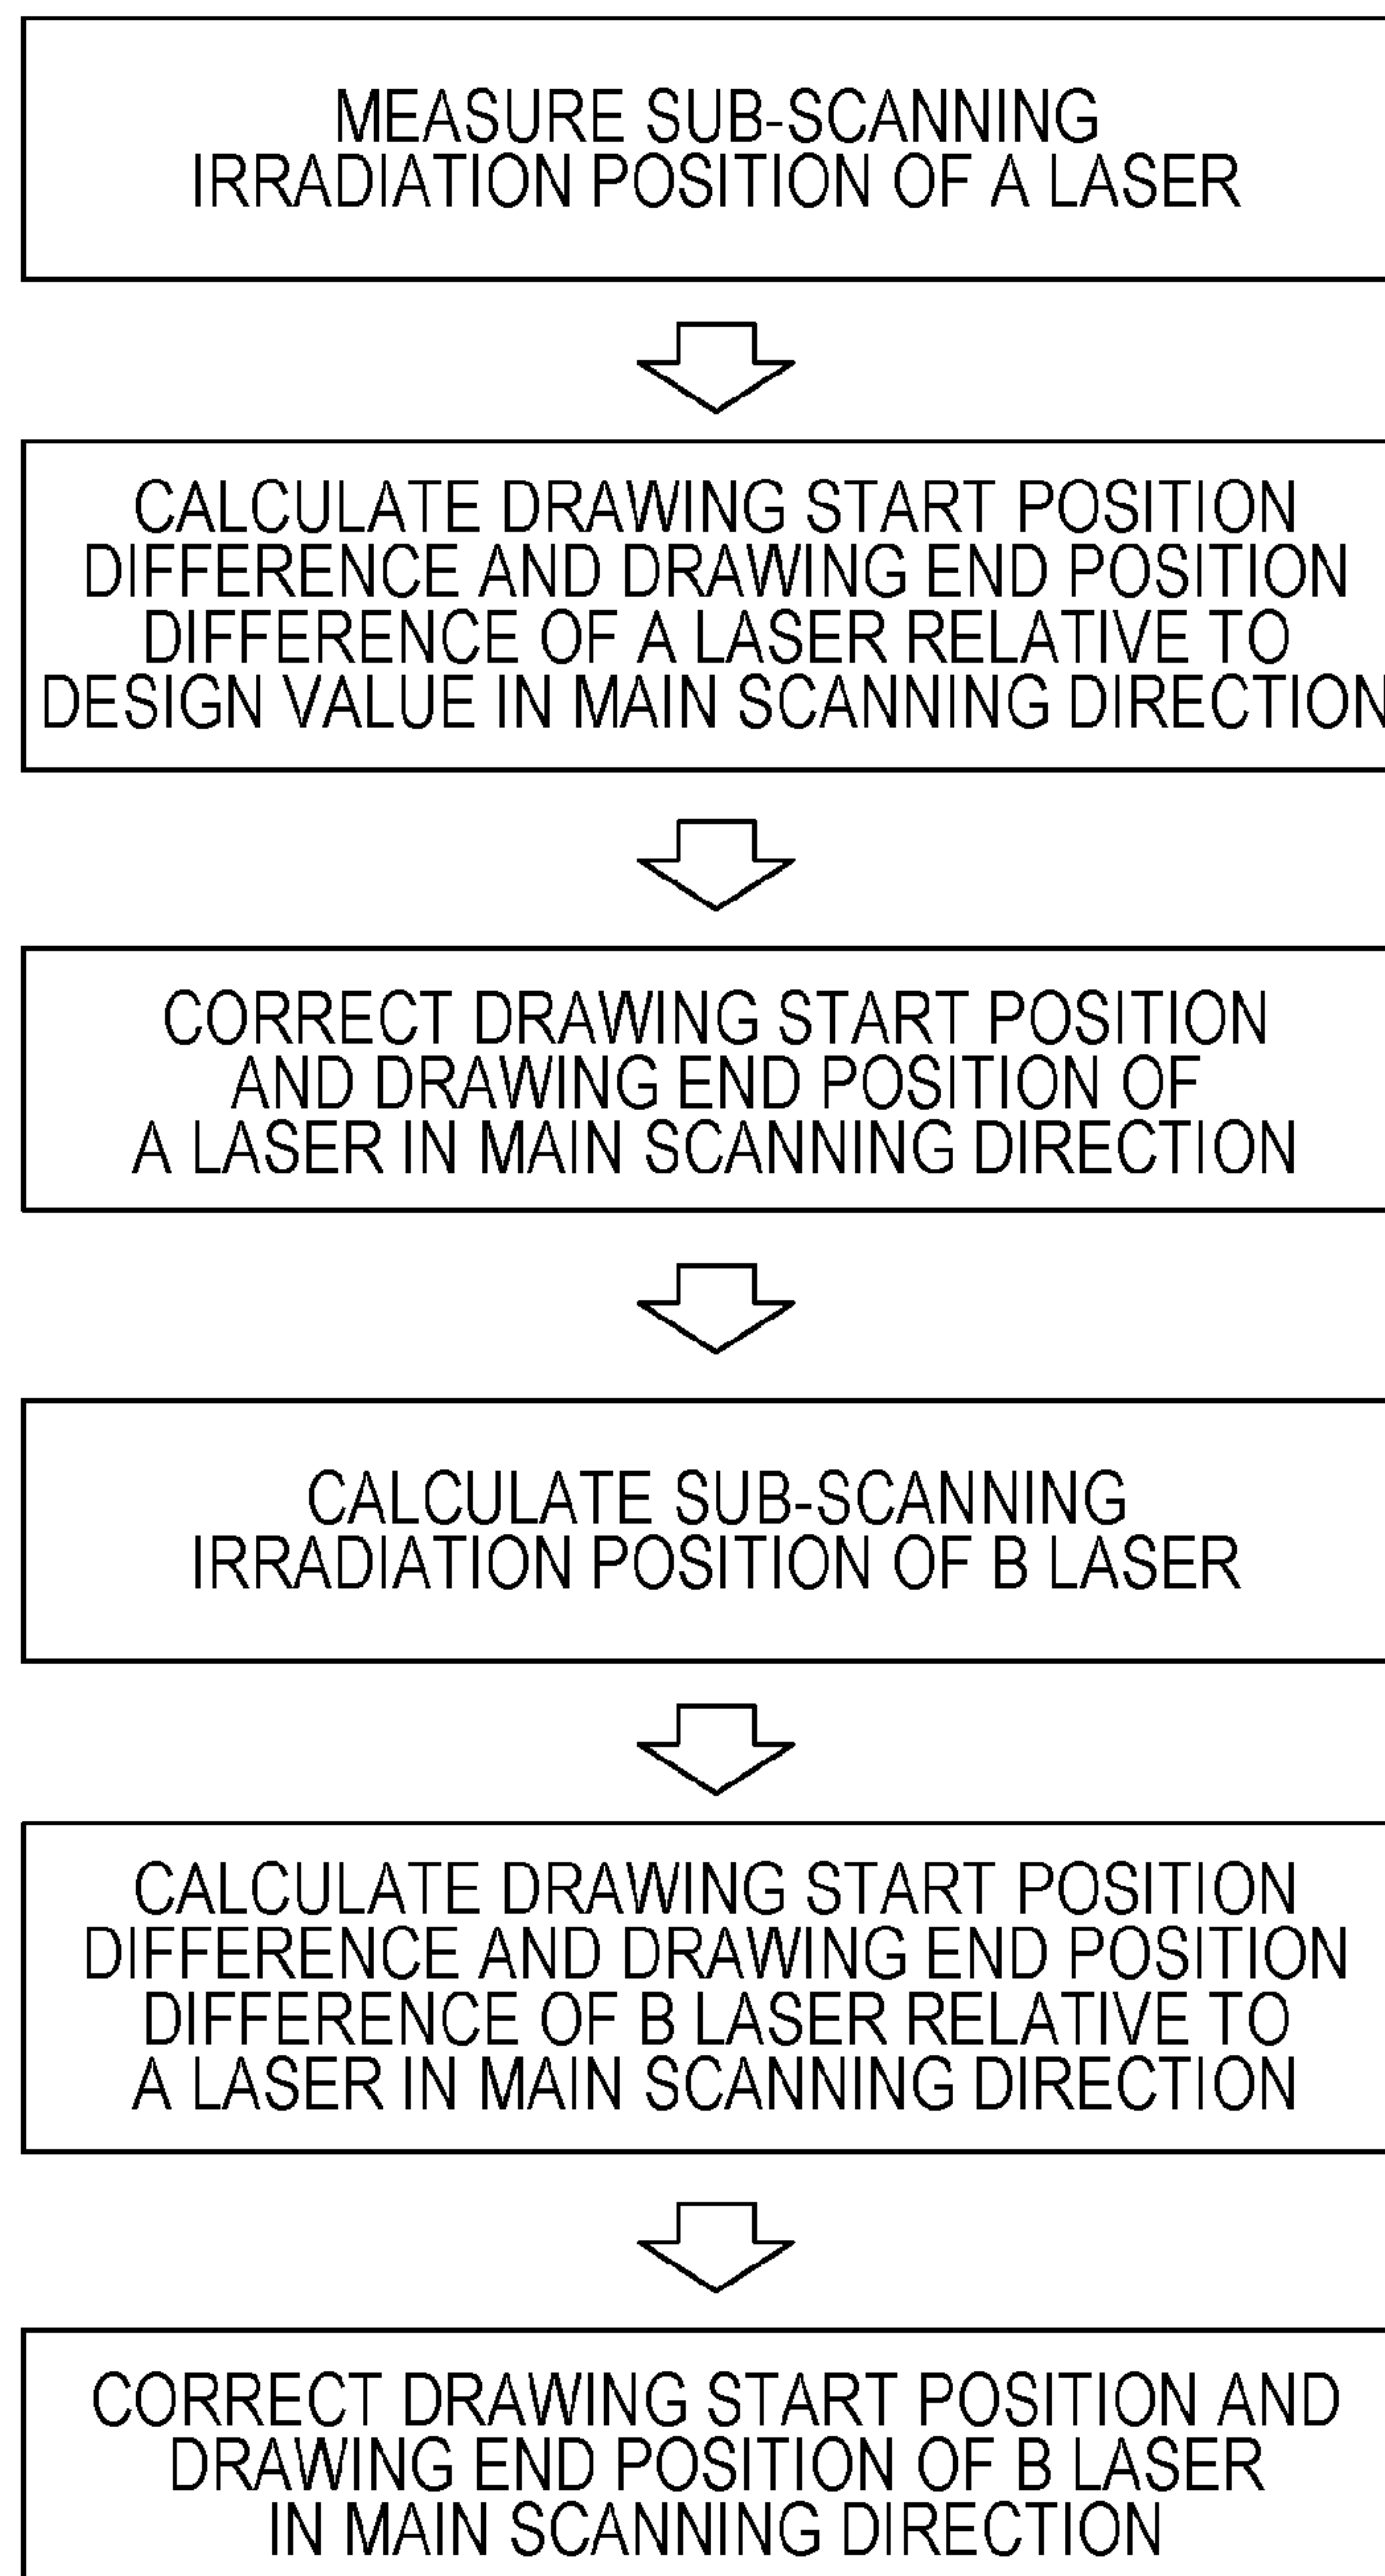 MEASURE SUB-SCANNING
IRRADIATION POSITION OF A LASER
CALCULATE DRAWING START POSITION
DIFFERENCE AND DRAWING END POSITION
DIFFERENCE OF A LASER RELATIVE TO
DESIGN VALUE IN MAIN SCANNING DIRECTION
CORRECT DRAWING START POSITION
AND DRAWING END POSITION OF
A LASER IN MAIN SCANNING DIRECTION
CALCULATE SUB-SCANNING
IRRADIATION POSITION OF B LASER
CALCULATE DRAWING START POSITION
DIFFERENCE AND DRAWING END POSITION
DIFFERENCE OF B LASER RELATIVE TO
A LASER IN MAIN SCANNING DIRECTION
CORRECT DRAWING START POSITION AND
DRAWING END POSITION OF B LASER
IN MAIN SCANNING DIRECTION